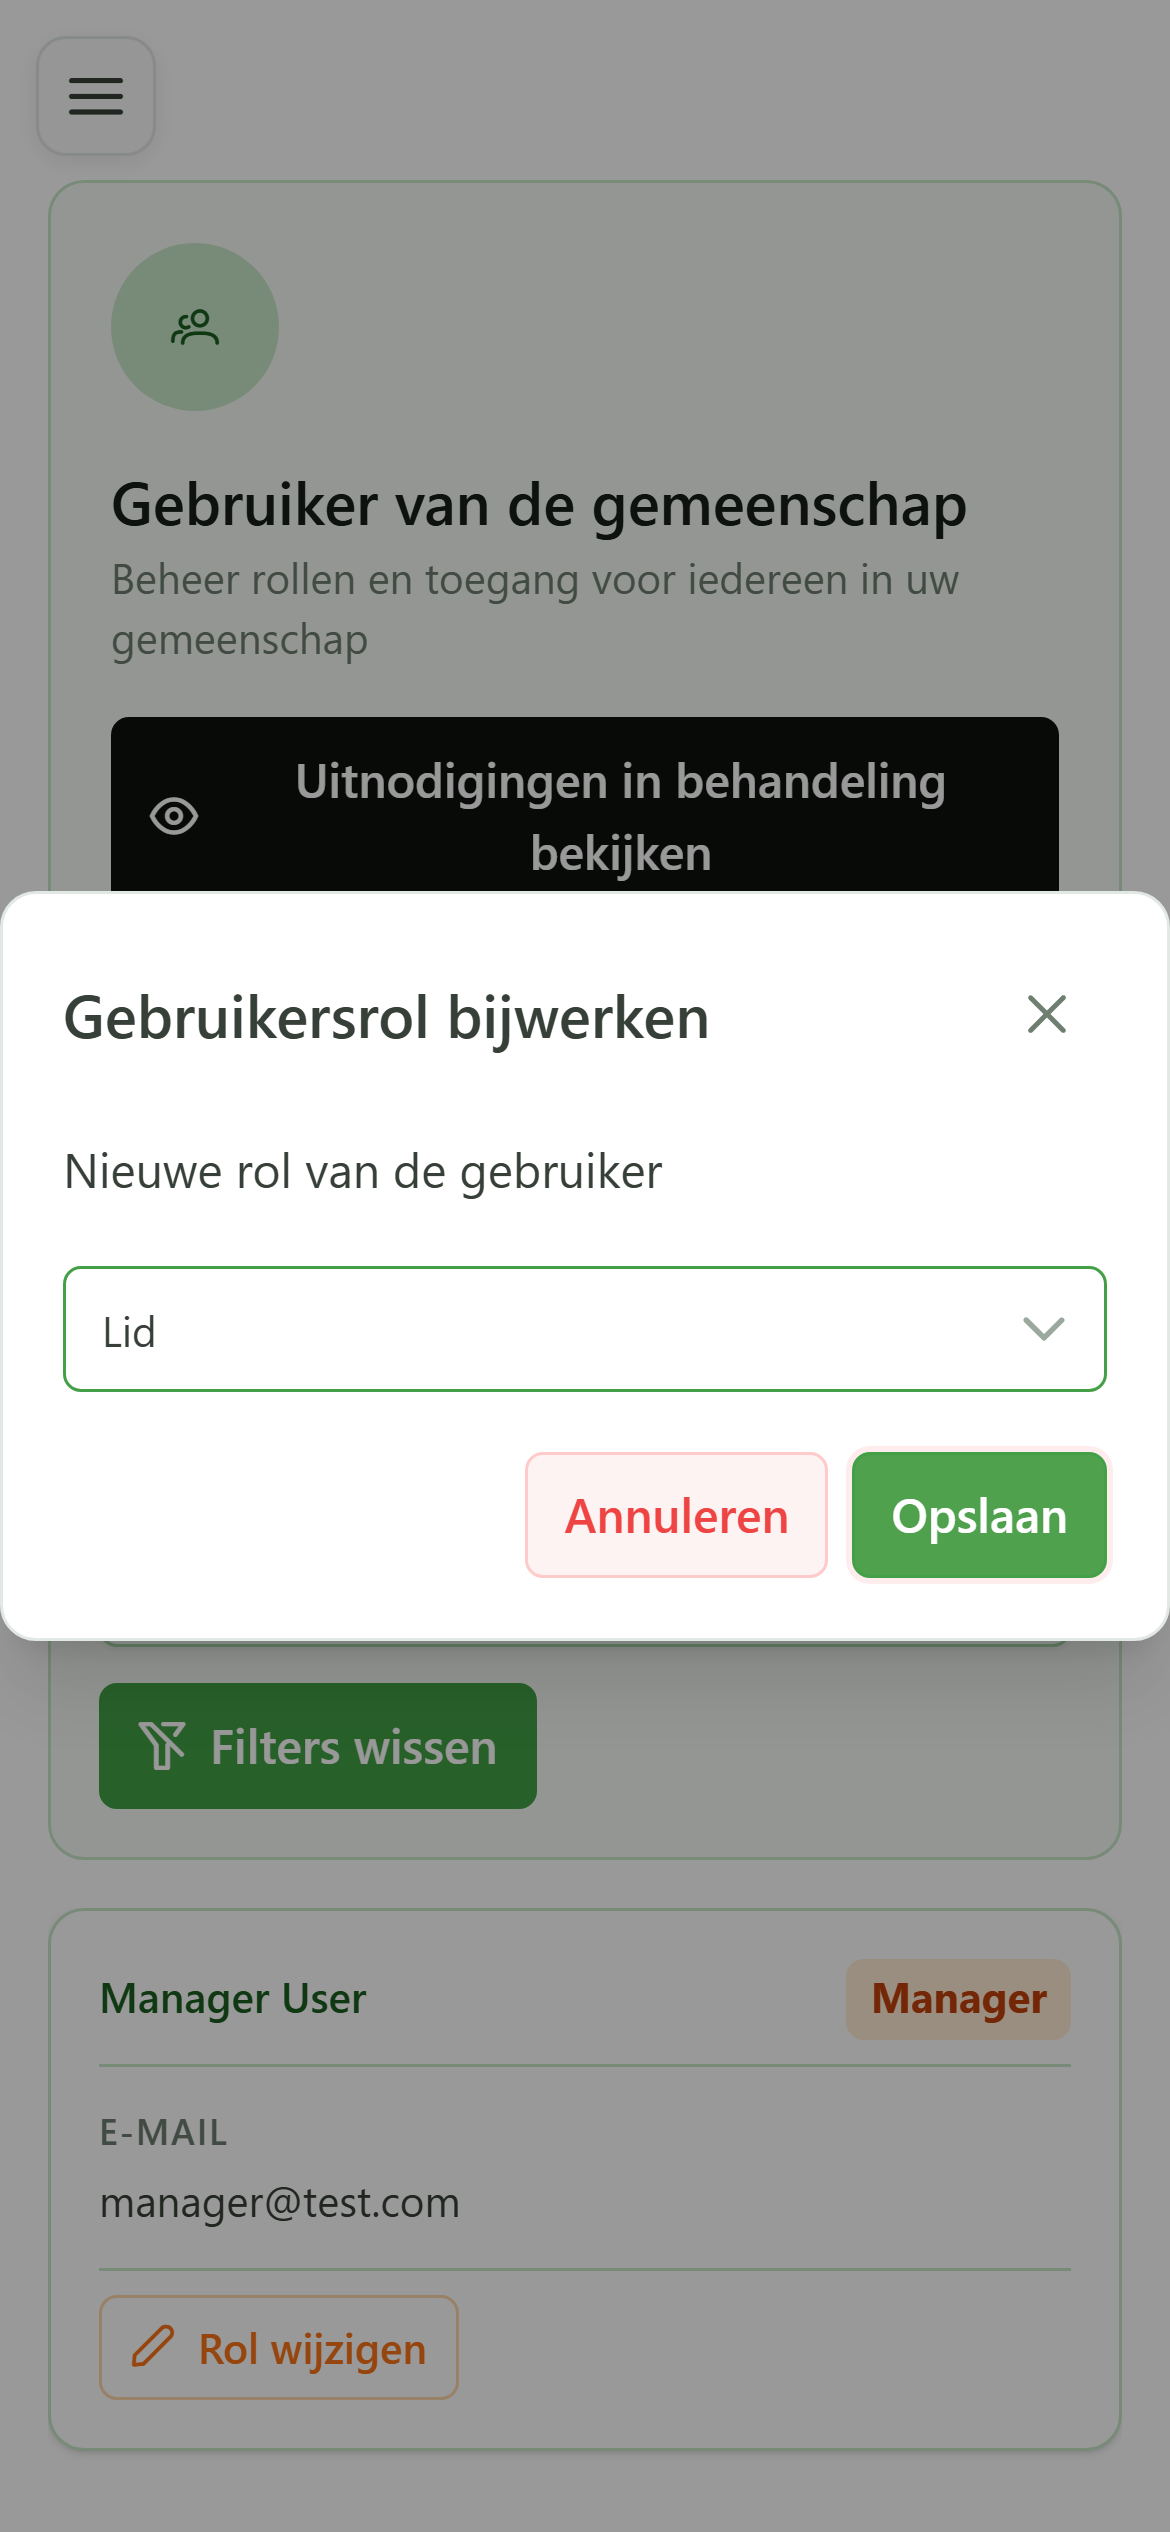 Gebruiker van de gemeenschap
Beheer rollen en toegang voor iedereen in uw
gemeenschap
Uitnodigingen in behandeling
bekijken
Gebruikersrol bijwerken
Nieuwe rol van de gebruiker
Lid
Annuleren
Opslaan
Filters wissen
Manager User
Manager
E-MAIL
manager@test.com
Rol wijzigen